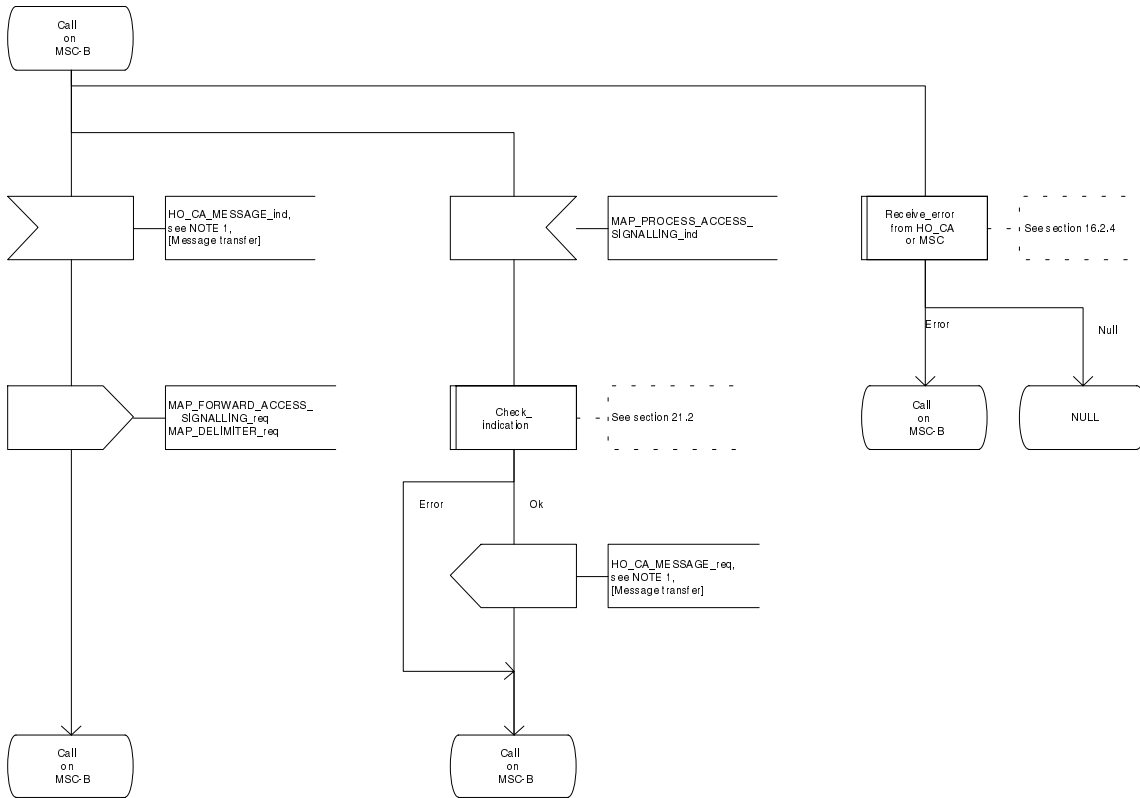 Call
on
MSC-B
HO_CA_MESSAGE_ind,
see NOTE 1,
[Message transfer]
MAP_PROCESS_ACCESS_
SIGNALLING_ind
Receive_error
from HO_CA
or MSC
See section 16.2.4
Error
Null
MAP_FORWARD_ACCESS_
SIGNALLING_req
MAP_DELIMITER_req
Check_
indication
See section 21.2
Call
on
MSC-B
NULL
Error
Ok
HO_CA_MESSAGE_req,
see NOTE 1,
[Message transfer]
Call
on
MSC-B
Call
on
MSC-B